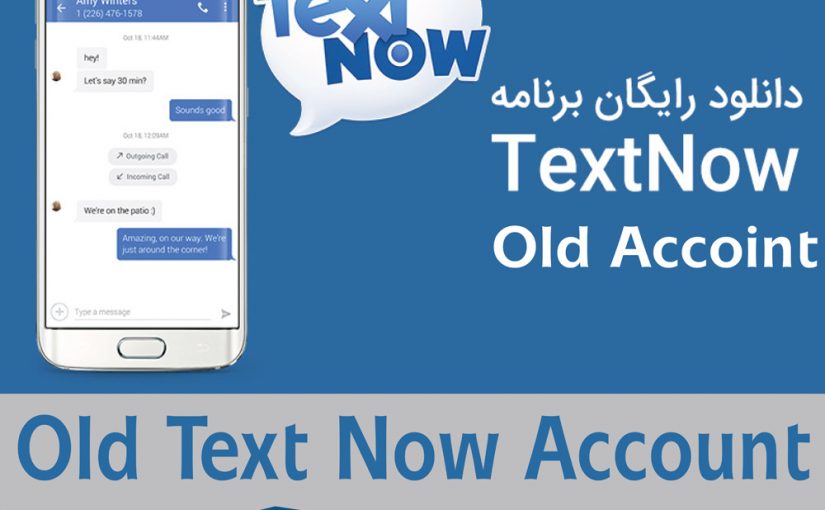 Amy Winters
1 (226) 476-1578
Oct 18, 11:44AM
hey!
Let's say 30 min?
Sounds good
Oct 18, 12:09AM
Outgoing Call
Incoming Call
We're on the patio :)
Amazing, on our way. We're
just around the corner!
Type a message
Text
NOW
دانلود رایگان برنامه
TextNow
Old Accoint
Old Text Now Account